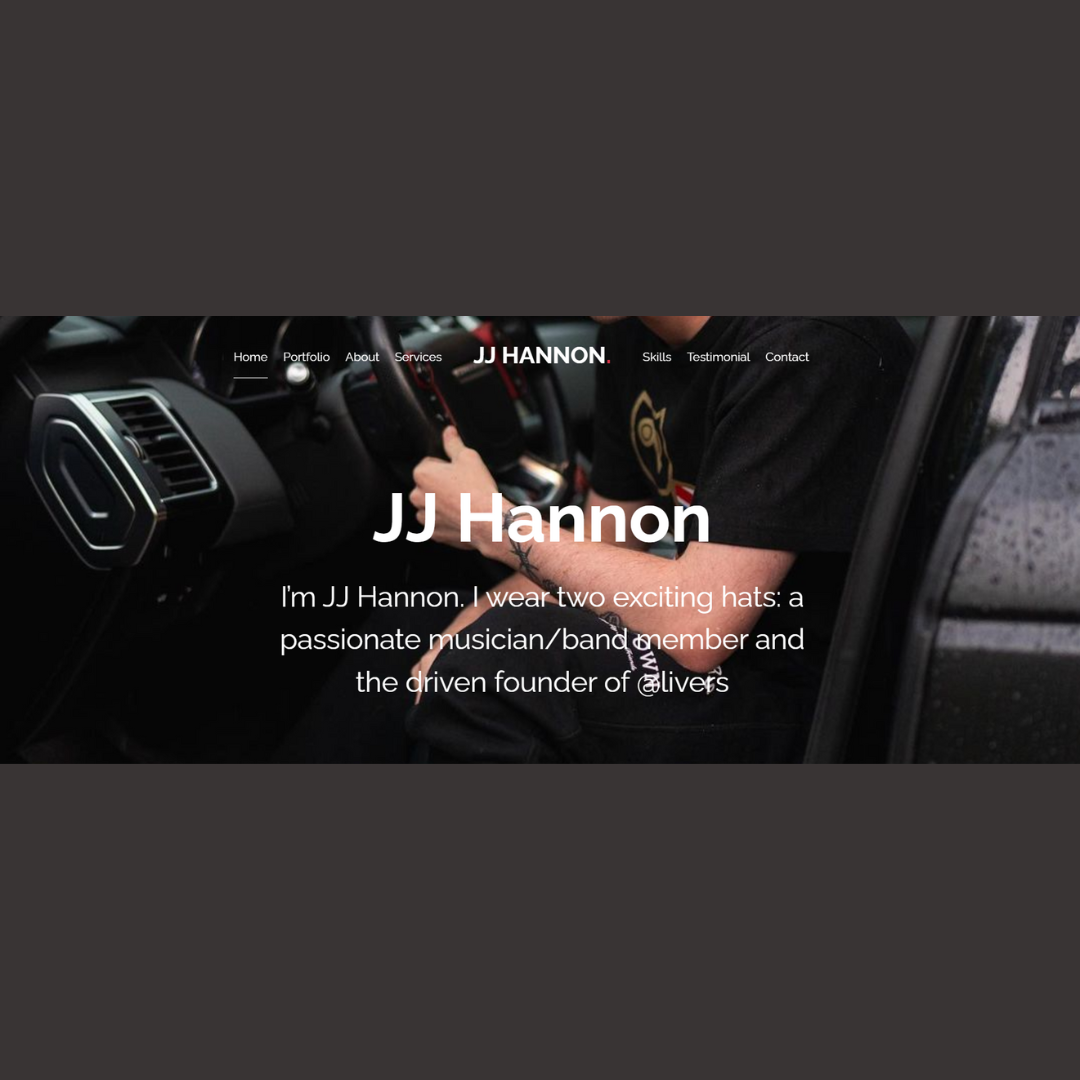 Home Portfolio About Services JJ HANNON. Skills Testimonial Contact
JJ Hannon
I'm JJ Hannon. I wear two exciting hats: a
passionate musician/band member and
the driven founder of @livers